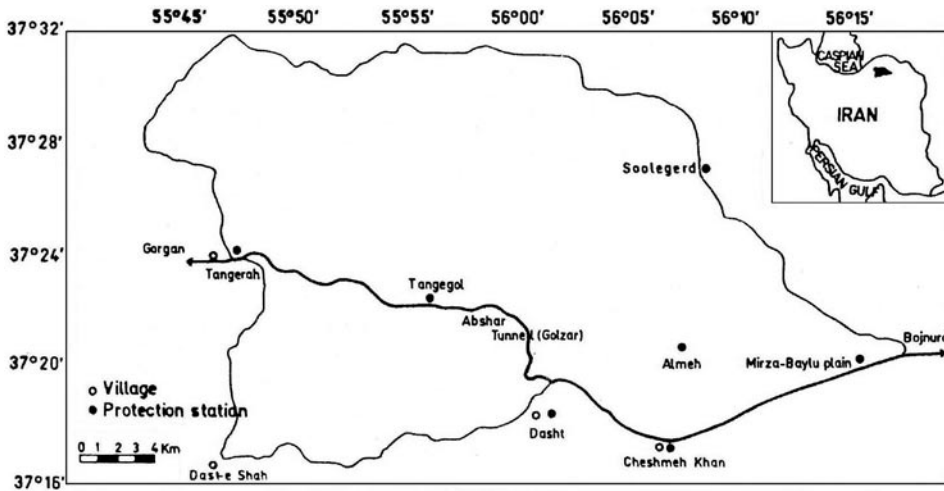 55°45' 55°50' 55°55' 56°00' 56°05' 56°10' 56°15'
37°32'
CASPIAN
SEA
IRAN
PERSIAN GULF
37°28'
Soolegerd
37°24'
Gorgan
Tangerah
Tangegol
Abshar
Tunnel (Golzar)
Bojnurd
37°20'
Almeh
Mirza-Baylu plain
Village
Protection station
Dasht
0 1 2 3 4 Km
Cheshmeh Khan
37°16'
Daste Shah